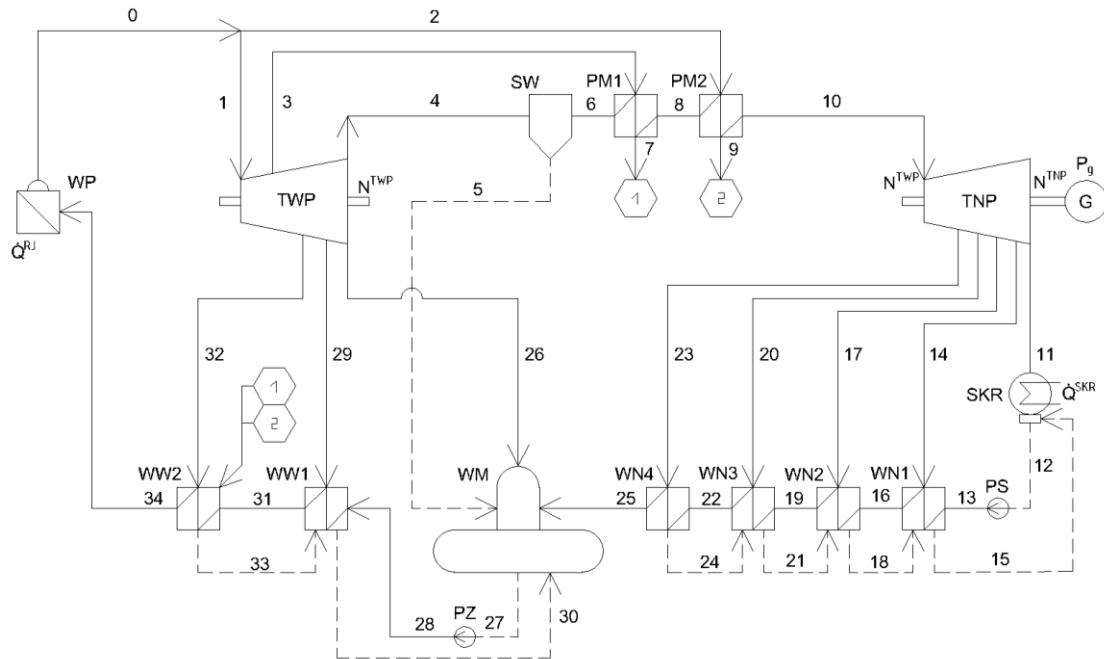 0
2
SW
PM1
PM2
1
3
4
6
8
10
7
9
WP
5
N^TWP
N^TWP
N^TNP
P_g
TWP
1
2
TNP
G
Q̇^RJ
32
29
26
23
20
17
14
11
1
SKR
Q̇^SKR
2
WW2
WW1
WM
WN4
WN3
WN2
WN1
12
PS
34
31
25
22
19
16
13
33
24
21
18
15
PZ
30
28
27